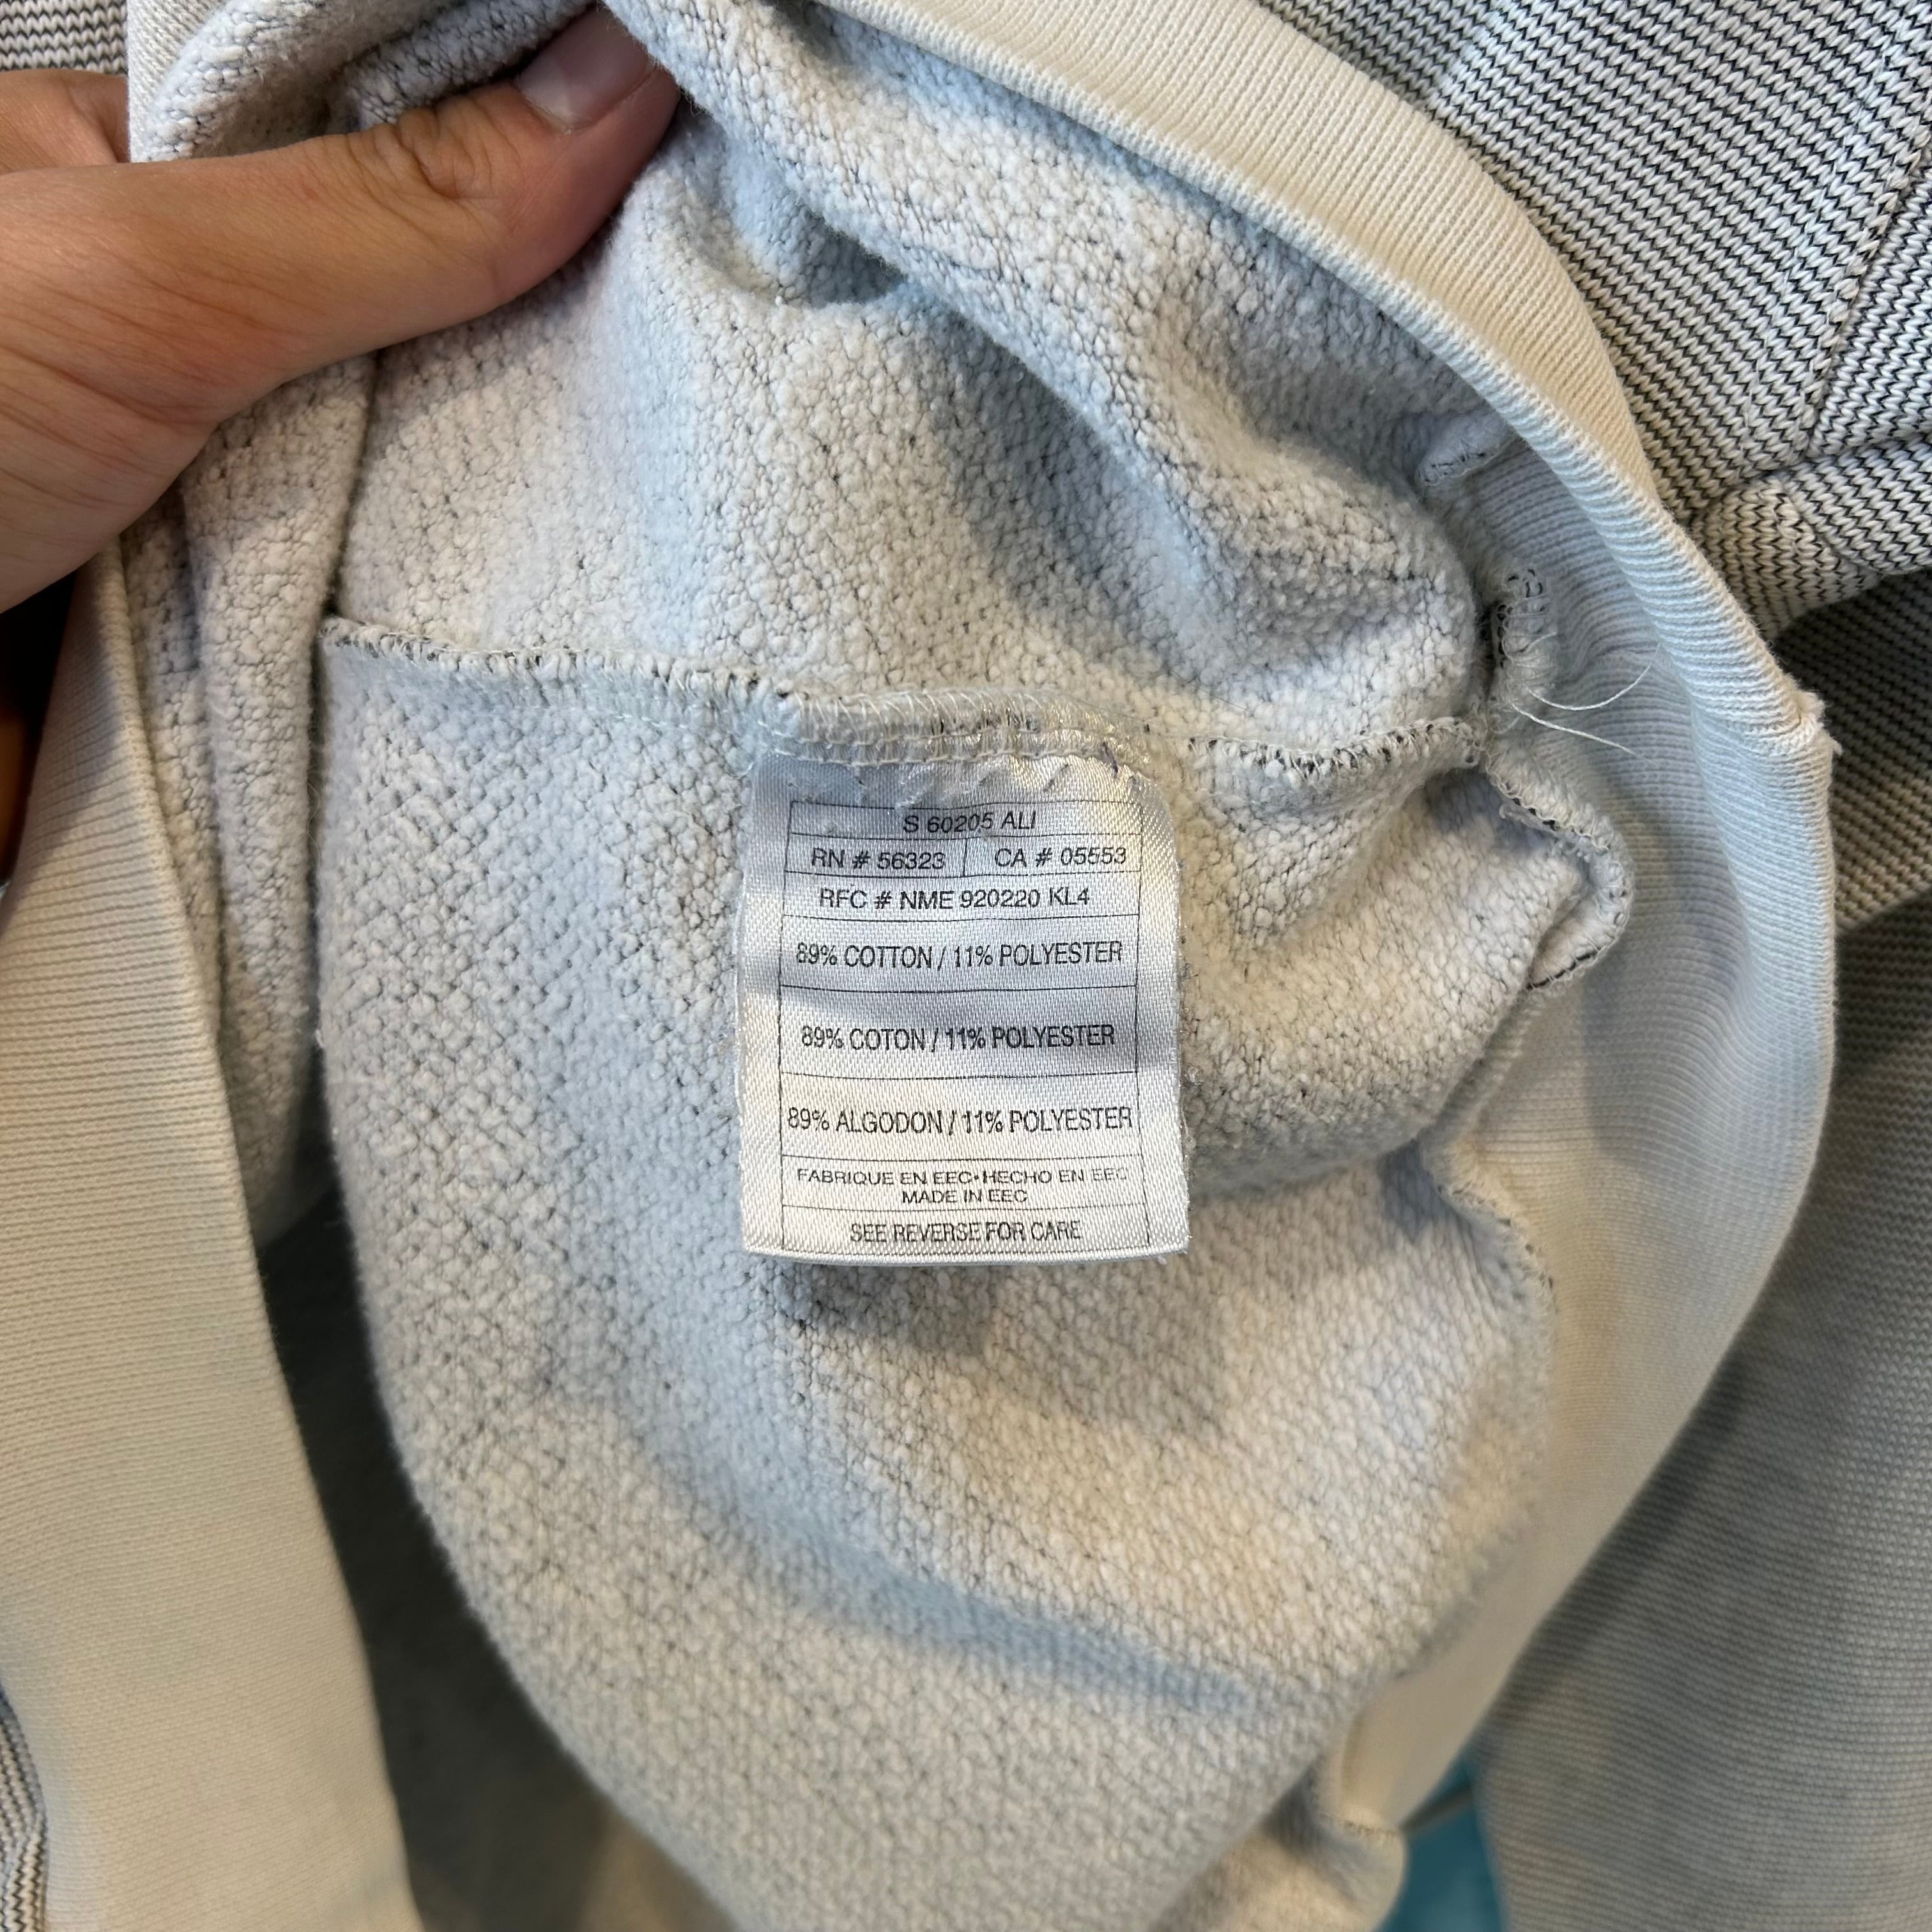 S 60205 ALI
RN # 56323 CA # 05553
RFC # NME 920220 KL4
89% COTTON / 11% POLYESTER
89% COTON / 11% POLYESTER
89% ALGODON / 11% POLYESTER
FABRIQUE EN EEC•HECHO EN EEC
MADE IN EEC
SEE REVERSE FOR CARE